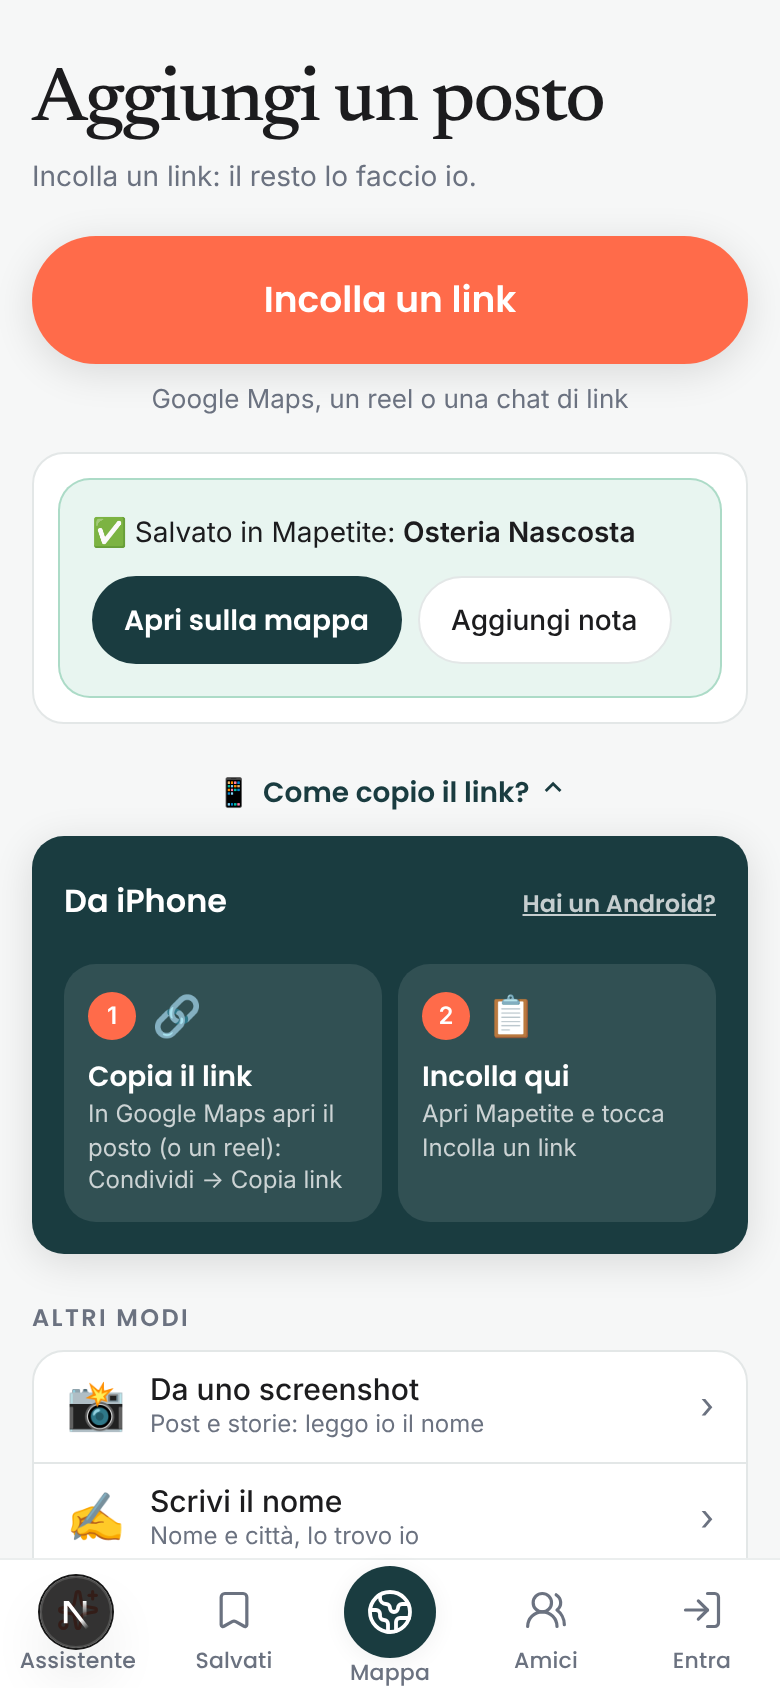 Aggiungi un posto
Incolla un link: il resto lo faccio io.
Incolla un link
Google Maps, un reel o una chat di link
✅ Salvato in Mapetite: Osteria Nascosta
Apri sulla mappa
Aggiungi nota
📱 Come copio il link? ^
Da iPhone
Hai un Android?
1 🔗
Copia il link
In Google Maps apri il
posto (o un reel):
Condividi → Copia link
2 📋
Incolla qui
Apri Mapetite e tocca
Incolla un link
ALTRI MODI
📸 Da uno screenshot ›
Post e storie: leggo io il nome
✍️ Scrivi il nome ›
Nome e città, lo trovo io
N
Assistente
Salvati
Mappa
Amici
Entra